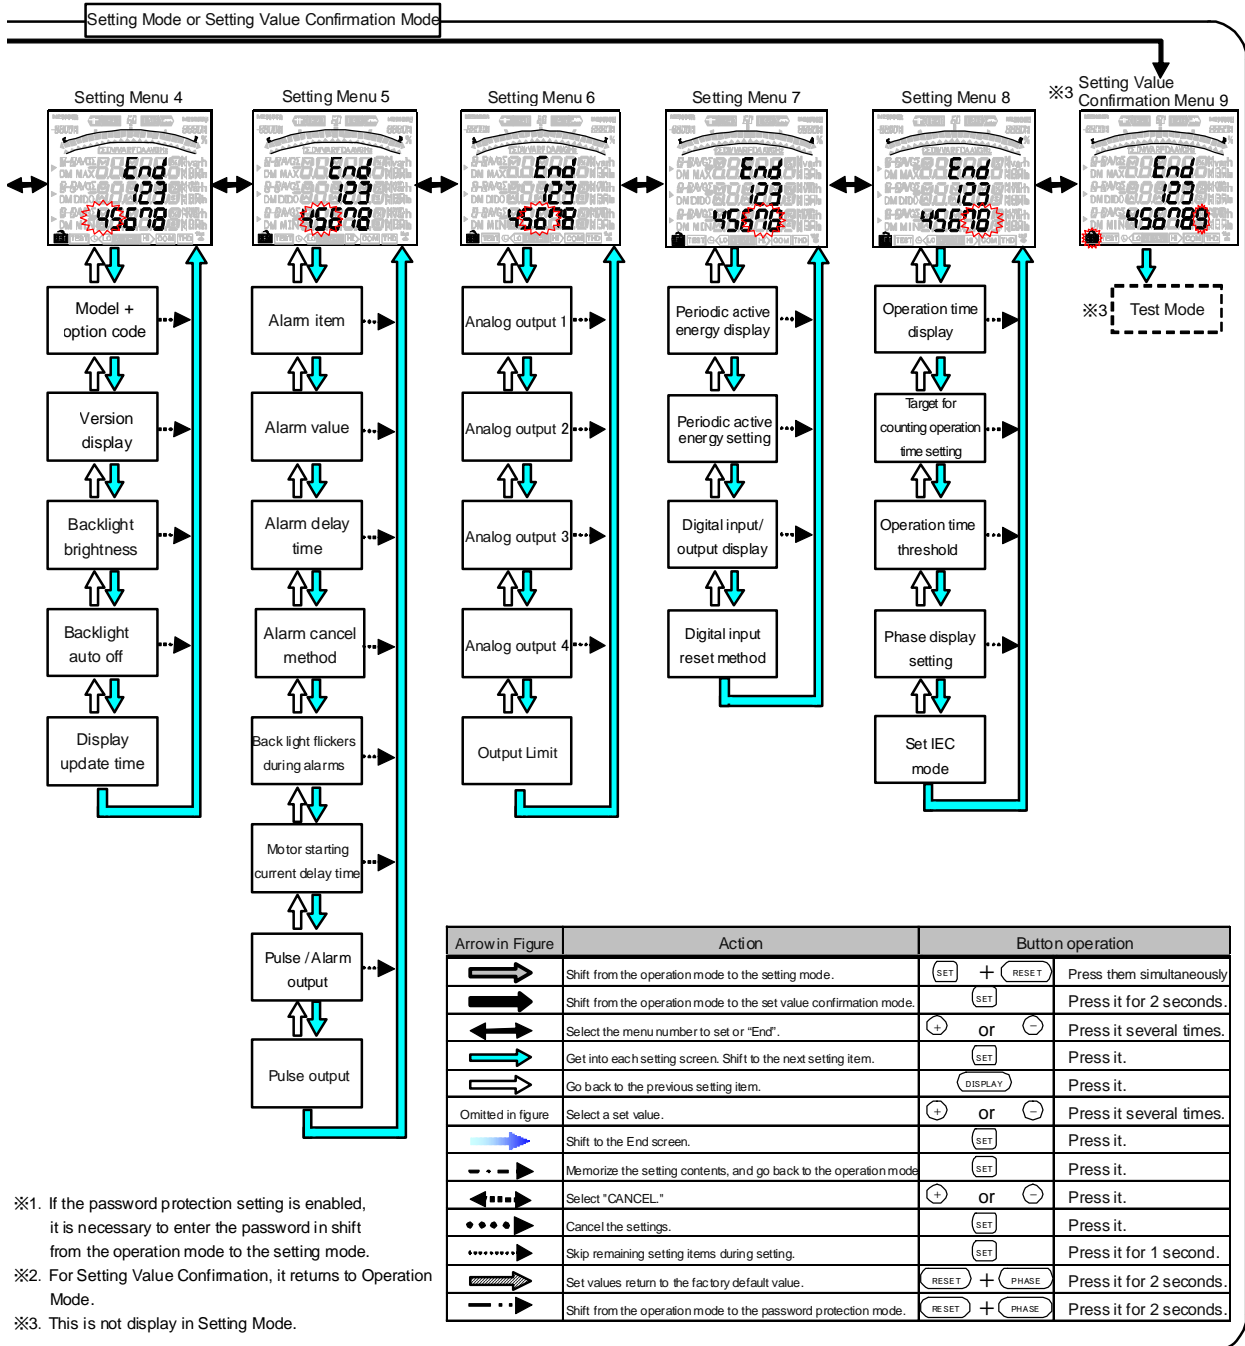 Setting Mode or Setting Value Confirmation Mode
Setting Menu 4
Setting Menu 5
Setting Menu 6
Setting Menu 7
Setting Menu 8
※3 Setting Value
Confirmation Menu 9
End
123
45678
End
123
45678
End
123
45678
End
123
45678
End
123
45678
End
123
456789
Model +
option code
Version
display
Backlight
brightness
Backlight
auto off
Display
update time
Alarm item
Alarm value
Alarm delay
time
Alarm cancel
method
Back light flickers
during alarms
Motor starting
current delay time
Pulse / Alarm
output
Pulse output
Analog output 1
Analog output 2
Analog output 3
Analog output 4
Output Limit
Periodic active
energy display
Periodic active
energy setting
Digital input/
output display
Digital input
reset method
Operation time
display
Target for
counting operation
time setting
Operation time
threshold
Phase display
setting
Set IEC
mode
※3 Test Mode
Arrow in Figure Action Button operation
Shift from the operation mode to the setting mode. SET + RESET Press them simultaneously
Shift from the operation mode to the set value confirmation mode. SET Press it for 2 seconds.
Select the menu number to set or “End”. + or − Press it several times.
Get into each setting screen. Shift to the next setting item. SET Press it.
Go back to the previous setting item. DISPLAY Press it.
Omitted in figure Select a set value. + or − Press it several times.
Shift to the End screen. SET Press it.
Memorize the setting contents, and go back to the operation mode SET Press it.
Select "CANCEL." + or − Press it.
Cancel the settings. SET Press it.
Skip remaining setting items during setting. SET Press it for 1 second.
Set values return to the factory default value. RESET + PHASE Press it for 2 seconds.
Shift from the operation mode to the password protection mode. RESET + PHASE Press it for 2 seconds.
※1. If the password protection setting is enabled,
it is necessary to enter the password in shift
from the operation mode to the setting mode.
※2. For Setting Value Confirmation, it returns to Operation
Mode.
※3. This is not display in Setting Mode.